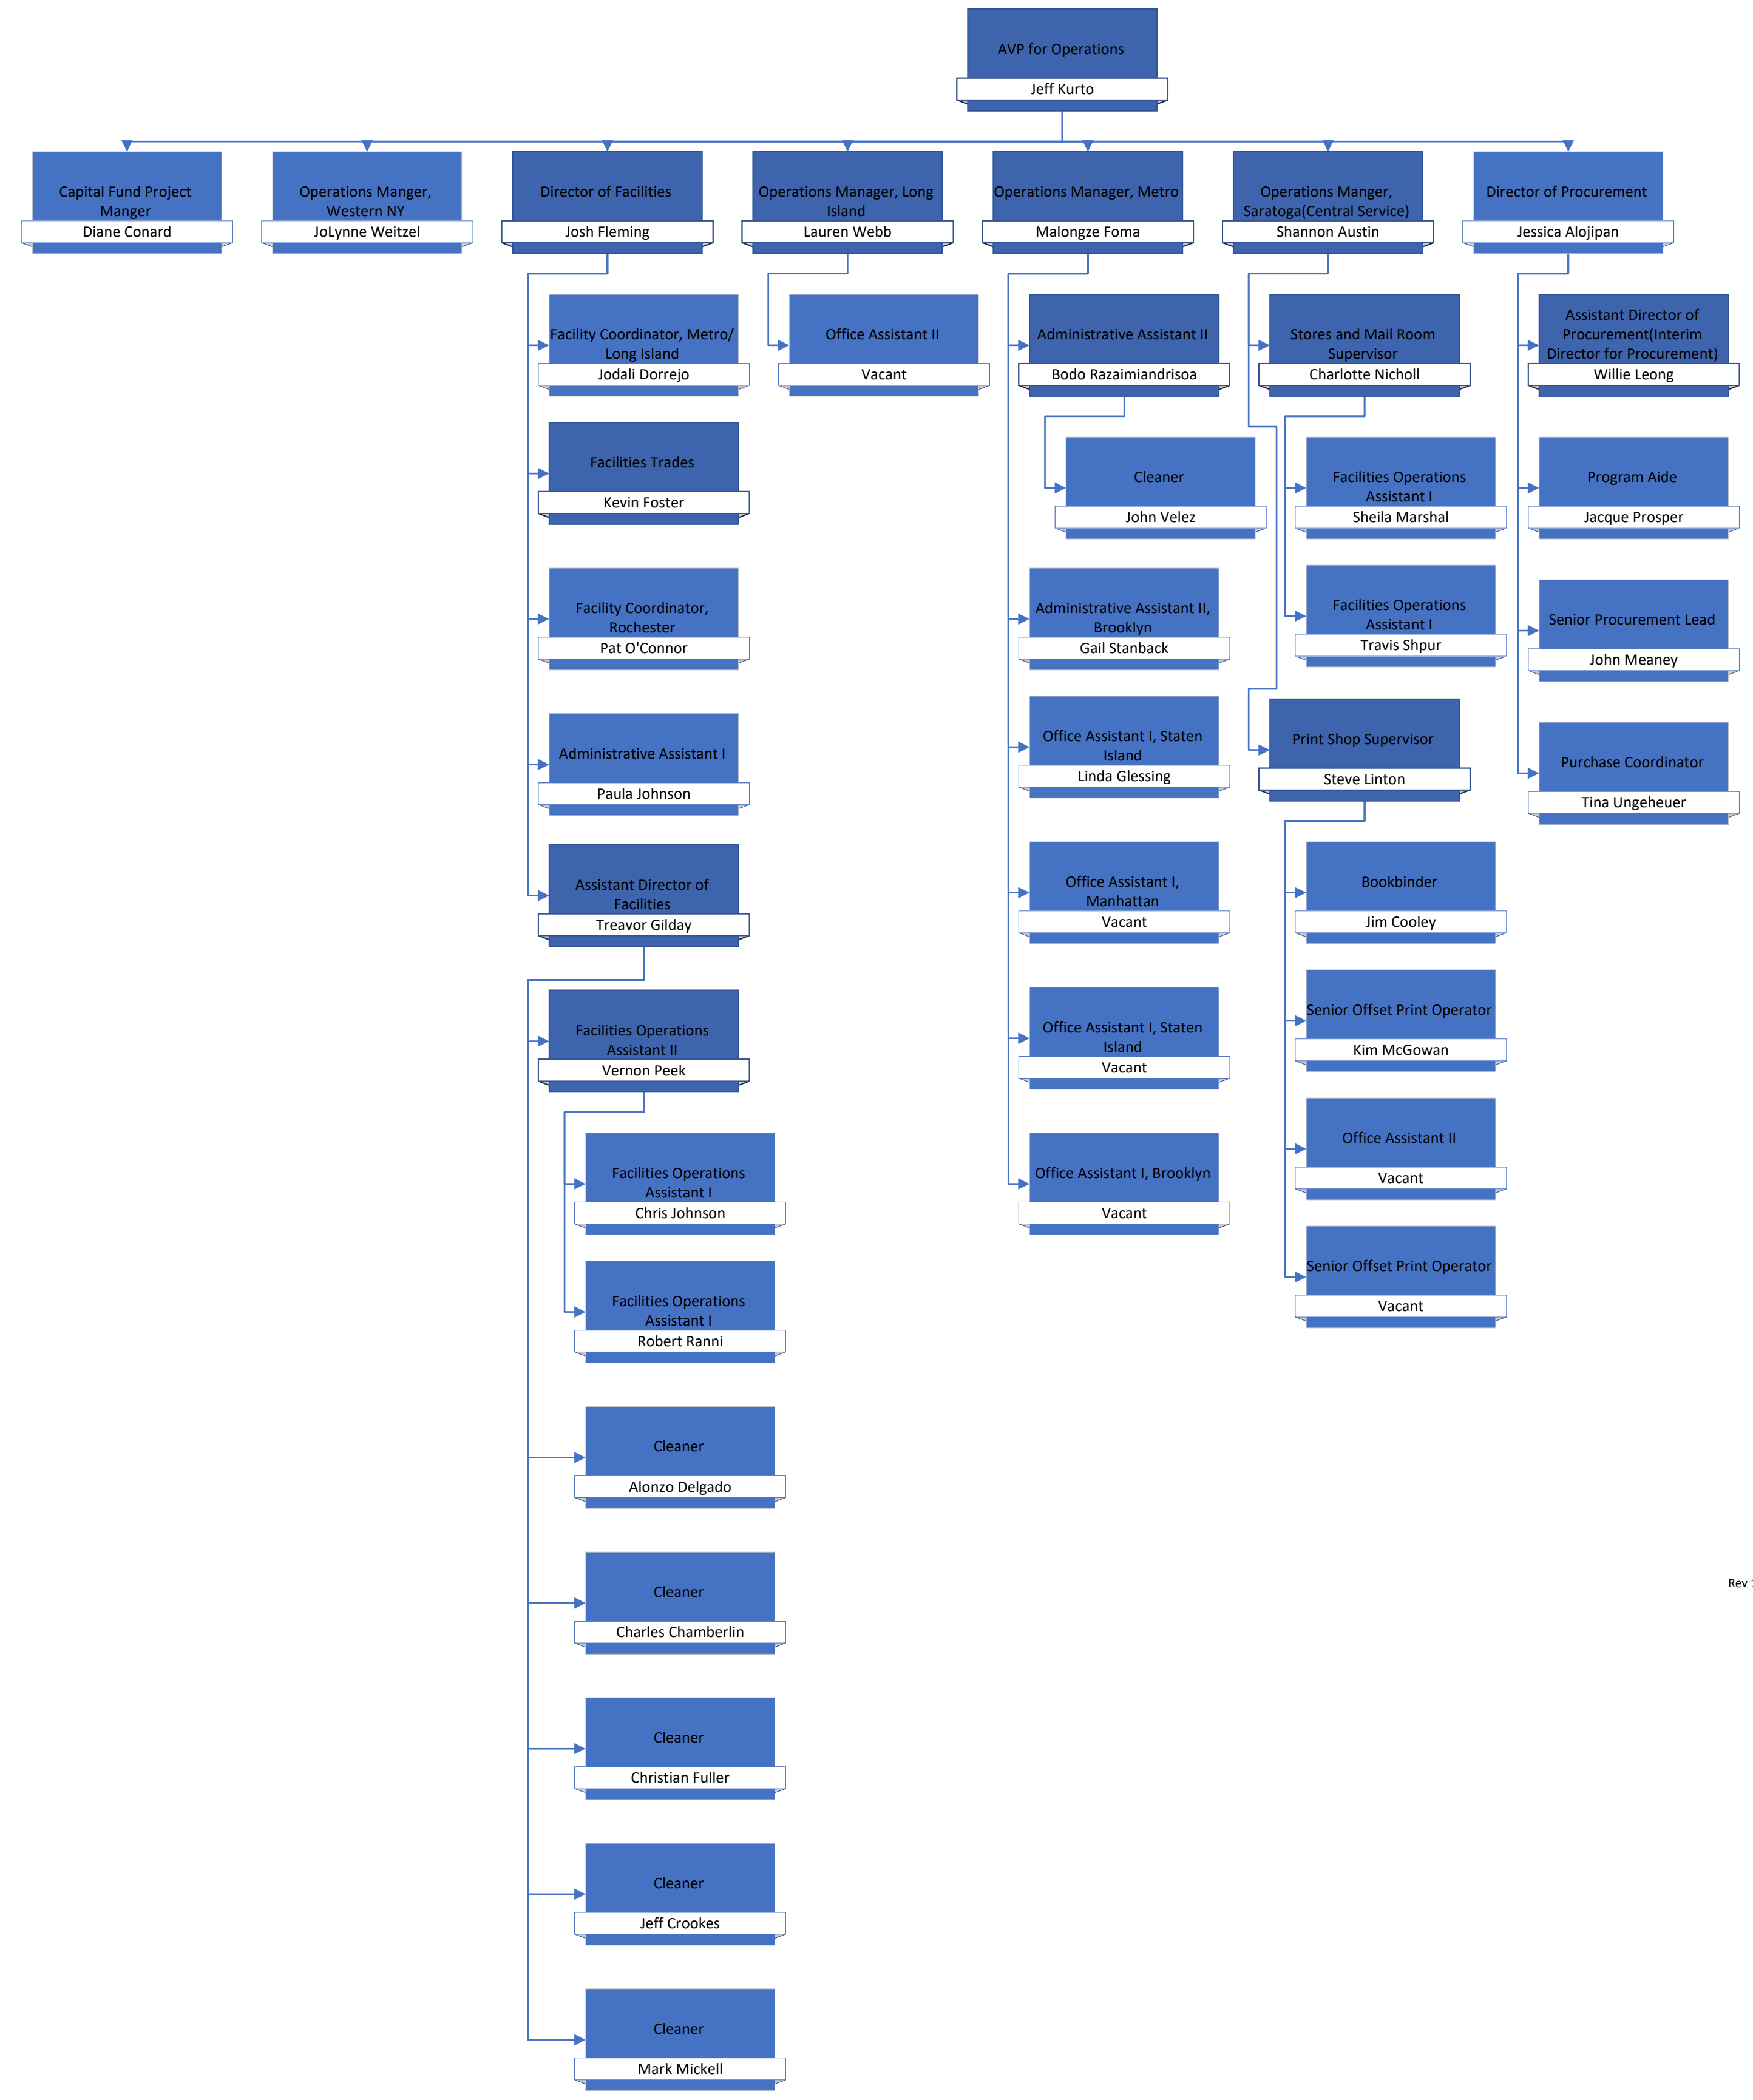 AVP for Operations
Jeff Kurto
Capital Fund Project
Manger
Diane Conard
Operations Manger,
Western NY
JoLynne Weitzel
Director of Facilities
Josh Fleming
Operations Manager, Long
Island
Lauren Webb
Operations Manager, Metro
Malongze Foma
Operations Manger,
Saratoga(Central Service)
Shannon Austin
Director of Procurement
Jessica Alojipan
Facility Coordinator, Metro/
Long Island
Jodali Dorrejo
Facilities Trades
Kevin Foster
Facility Coordinator,
Rochester
Pat O'Connor
Administrative Assistant I
Paula Johnson
Assistant Director of
Facilities
Treavor Gilday
Facilities Operations
Assistant II
Vernon Peek
Facilities Operations
Assistant I
Chris Johnson
Facilities Operations
Assistant I
Robert Ranni
Cleaner
Alonzo Delgado
Cleaner
Charles Chamberlin
Cleaner
Christian Fuller
Cleaner
Jeff Crookes
Cleaner
Mark Mickell
Office Assistant II
Vacant
Administrative Assistant II
Bodo Razaimiandrisoa
Cleaner
John Velez
Administrative Assistant II,
Brooklyn
Gail Stanback
Office Assistant I, Staten
Island
Linda Glessing
Office Assistant I,
Manhattan
Vacant
Office Assistant I, Staten
Island
Vacant
Office Assistant I, Brooklyn
Vacant
Stores and Mail Room
Supervisor
Charlotte Nicholl
Facilities Operations
Assistant I
Sheila Marshal
Facilities Operations
Assistant I
Travis Shpur
Print Shop Supervisor
Steve Linton
Bookbinder
Jim Cooley
Senior Offset Print Operator
Kim McGowan
Office Assistant II
Vacant
Senior Offset Print Operator
Vacant
Assistant Director of
Procurement(Interim
Director for Procurement)
Willie Leong
Program Aide
Jacque Prosper
Senior Procurement Lead
John Meaney
Purchase Coordinator
Tina Ungeheuer
Rev